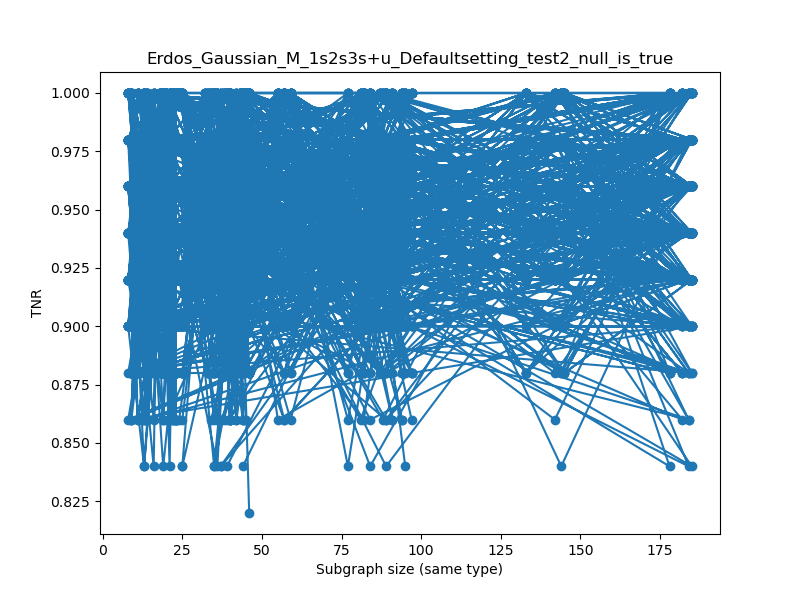 Erdos_Gaussian_M_1s2s3s+u_Defaultsetting_test2_null_is_true
1.000
0.975
0.950
0.925
0.900
0.875
0.850
0.825
TNR
0 25 50 75 100 125 150 175
Subgraph size (same type)